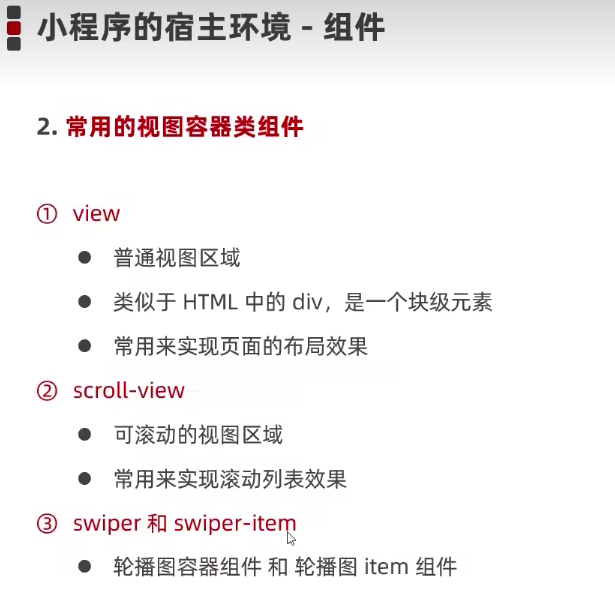 小程序的宿主环境 - 组件
2. 常用的视图容器类组件
① view
● 普通视图区域
● 类似于 HTML 中的 div，是一个块级元素
● 常用来实现页面的布局效果
② scroll-view
● 可滚动的视图区域
● 常用来实现滚动列表效果
③ swiper 和 swiper-item
● 轮播图容器组件 和 轮播图 item 组件